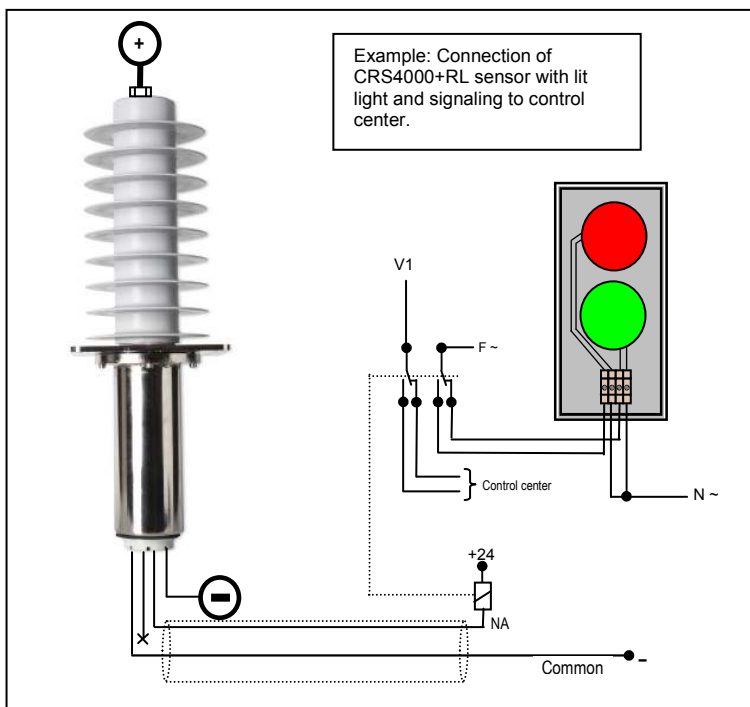 +
Example: Connection of
CRS4000+RL sensor with lit
light and signaling to control
center.
V1
F ~
Control center
N ~
+24
NA
Common
-
-